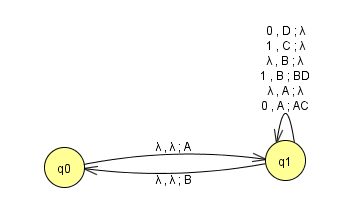 0 , D ; λ
1 , C ; λ
λ , B ; λ
1 , B ; BD
λ , A ; λ
0 , A ; AC
λ , λ ; A
q0
q1
λ , λ ; B